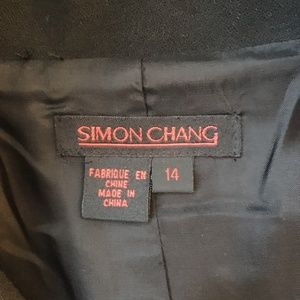 SIMON CHANG
FABRIQUE EN
CHINE
MADE IN
CHINA
14